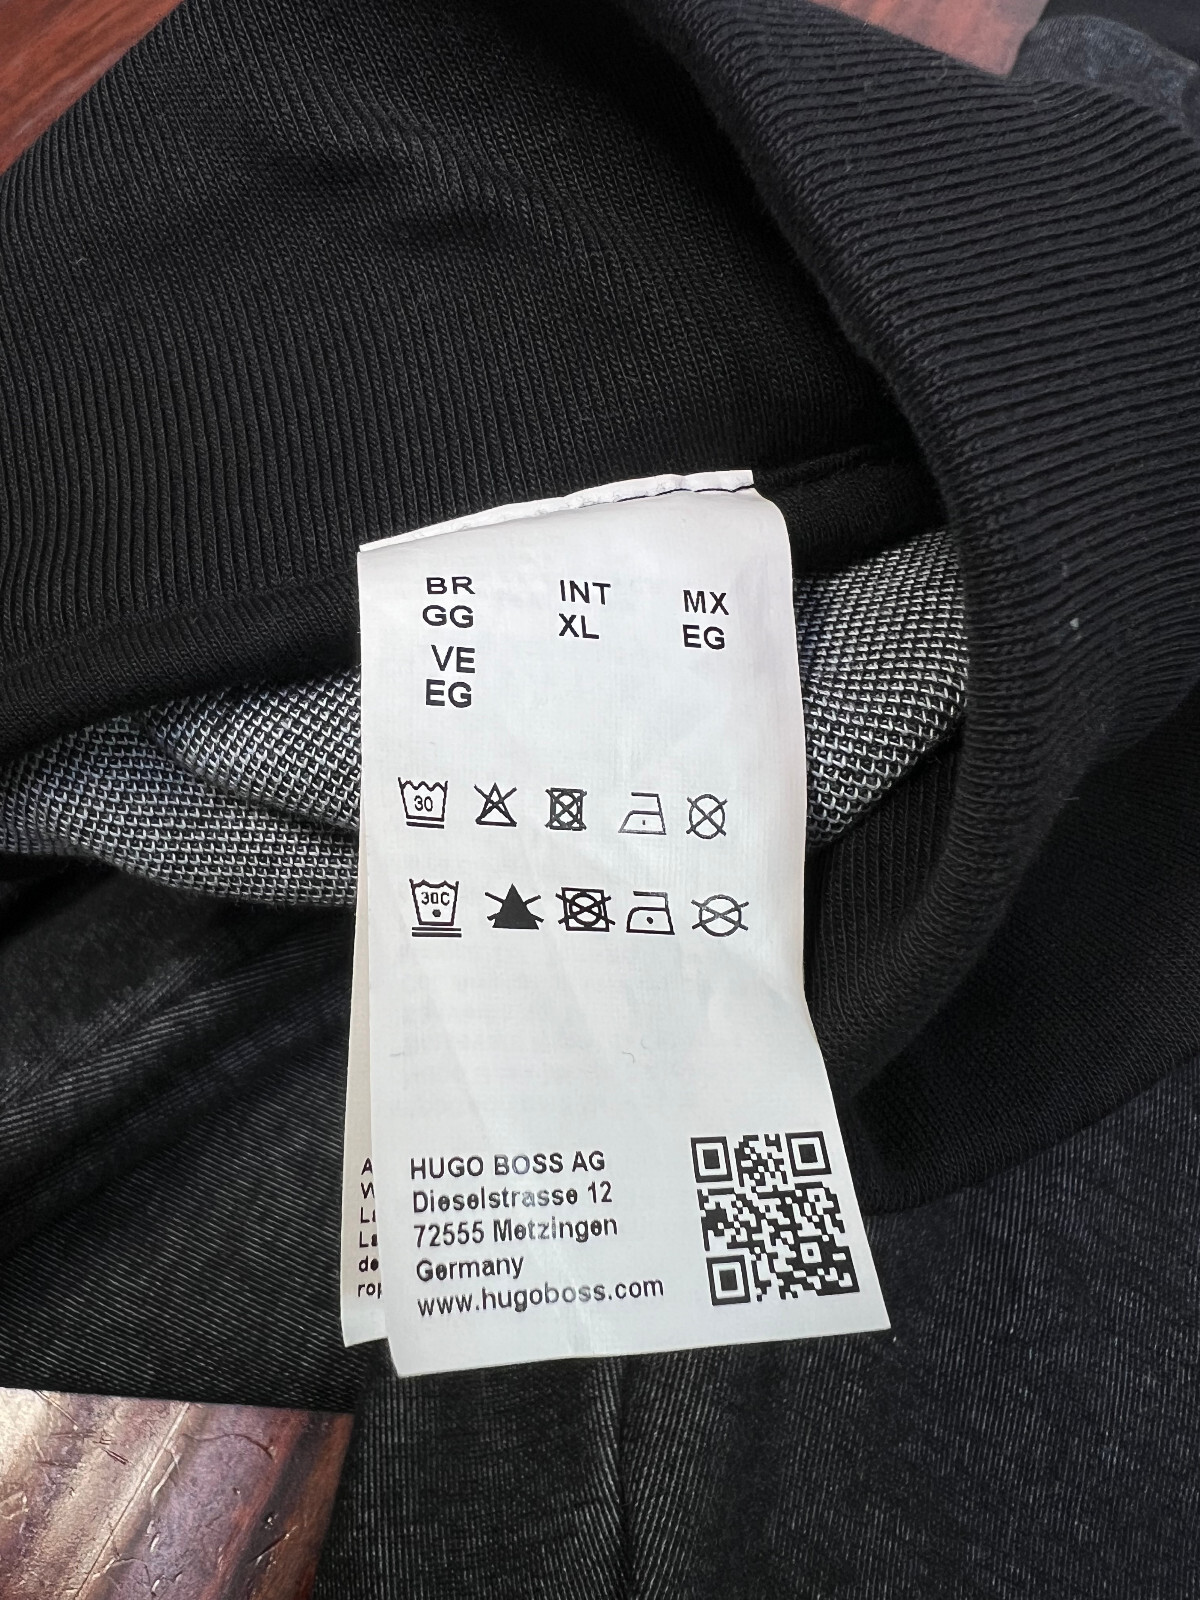 BR INT MX
GG XL EG
VE
EG
30
30C
HUGO BOSS AG
Dieselstrasse 12
72555 Metzingen
Germany
www.hugoboss.com
A
W
de